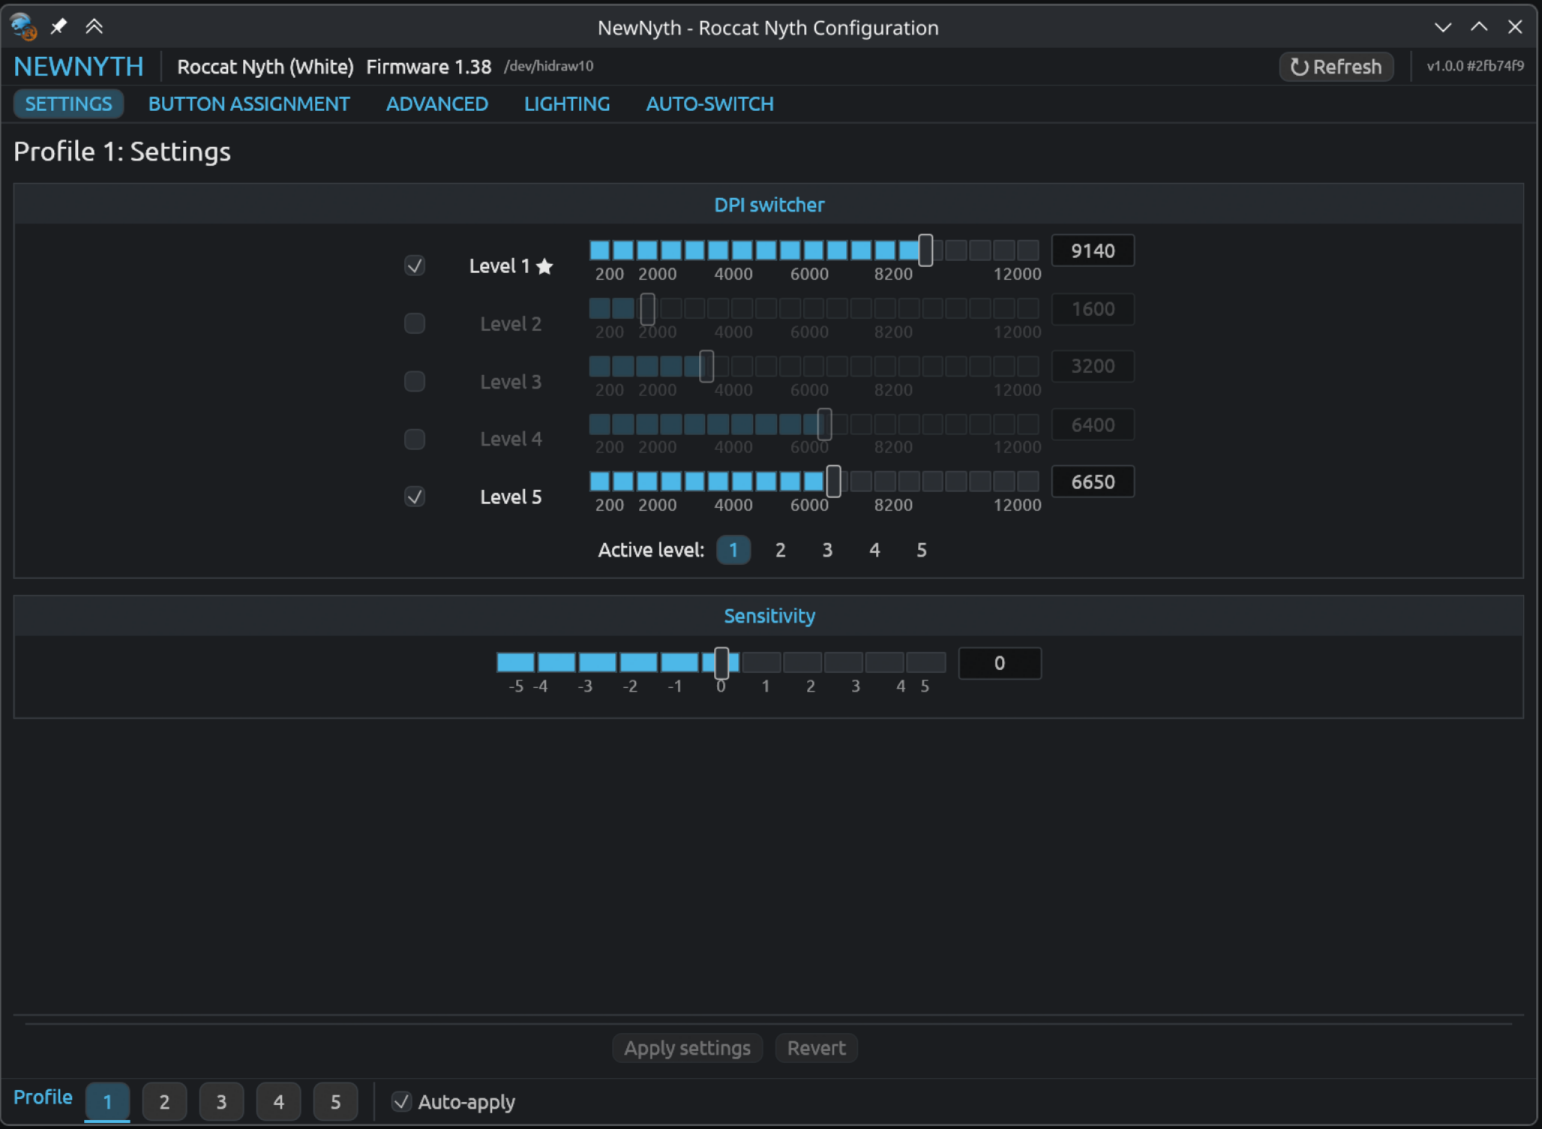 NewNyth - Roccat Nyth Configuration
NEWNYTH Roccat Nyth (White) Firmware 1.38 /dev/hidraw10 Refresh v1.0.0 #2fb74f9
SETTINGS BUTTON ASSIGNMENT ADVANCED LIGHTING AUTO-SWITCH
Profile 1: Settings
DPI switcher
Level 1 ★ 9140
200 2000 4000 6000 8200 12000
Level 2 1600
200 2000 4000 6000 8200 12000
Level 3 3200
200 2000 4000 6000 8200 12000
Level 4 6400
200 2000 4000 6000 8200 12000
Level 5 6650
200 2000 4000 6000 8200 12000
Active level: 1 2 3 4 5
Sensitivity
0
-5 -4 -3 -2 -1 0 1 2 3 4 5
Apply settings Revert
Profile 1 2 3 4 5 Auto-apply